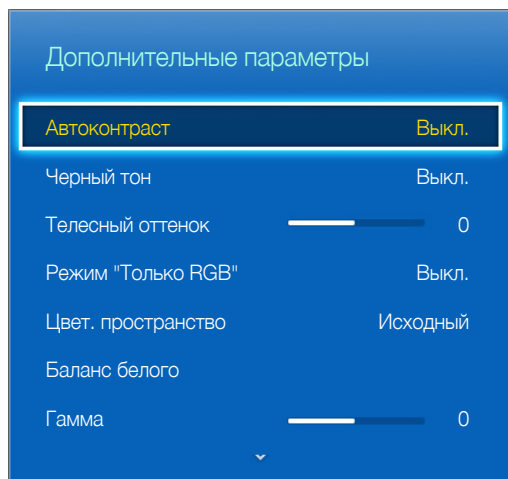 Дополнительные параметры
Автоконтраст Выкл.
Черный тон Выкл.
Телесный оттенок 0
Режим "Только RGB" Выкл.
Цвет. пространство Исходный
Баланс белого
Гамма 0